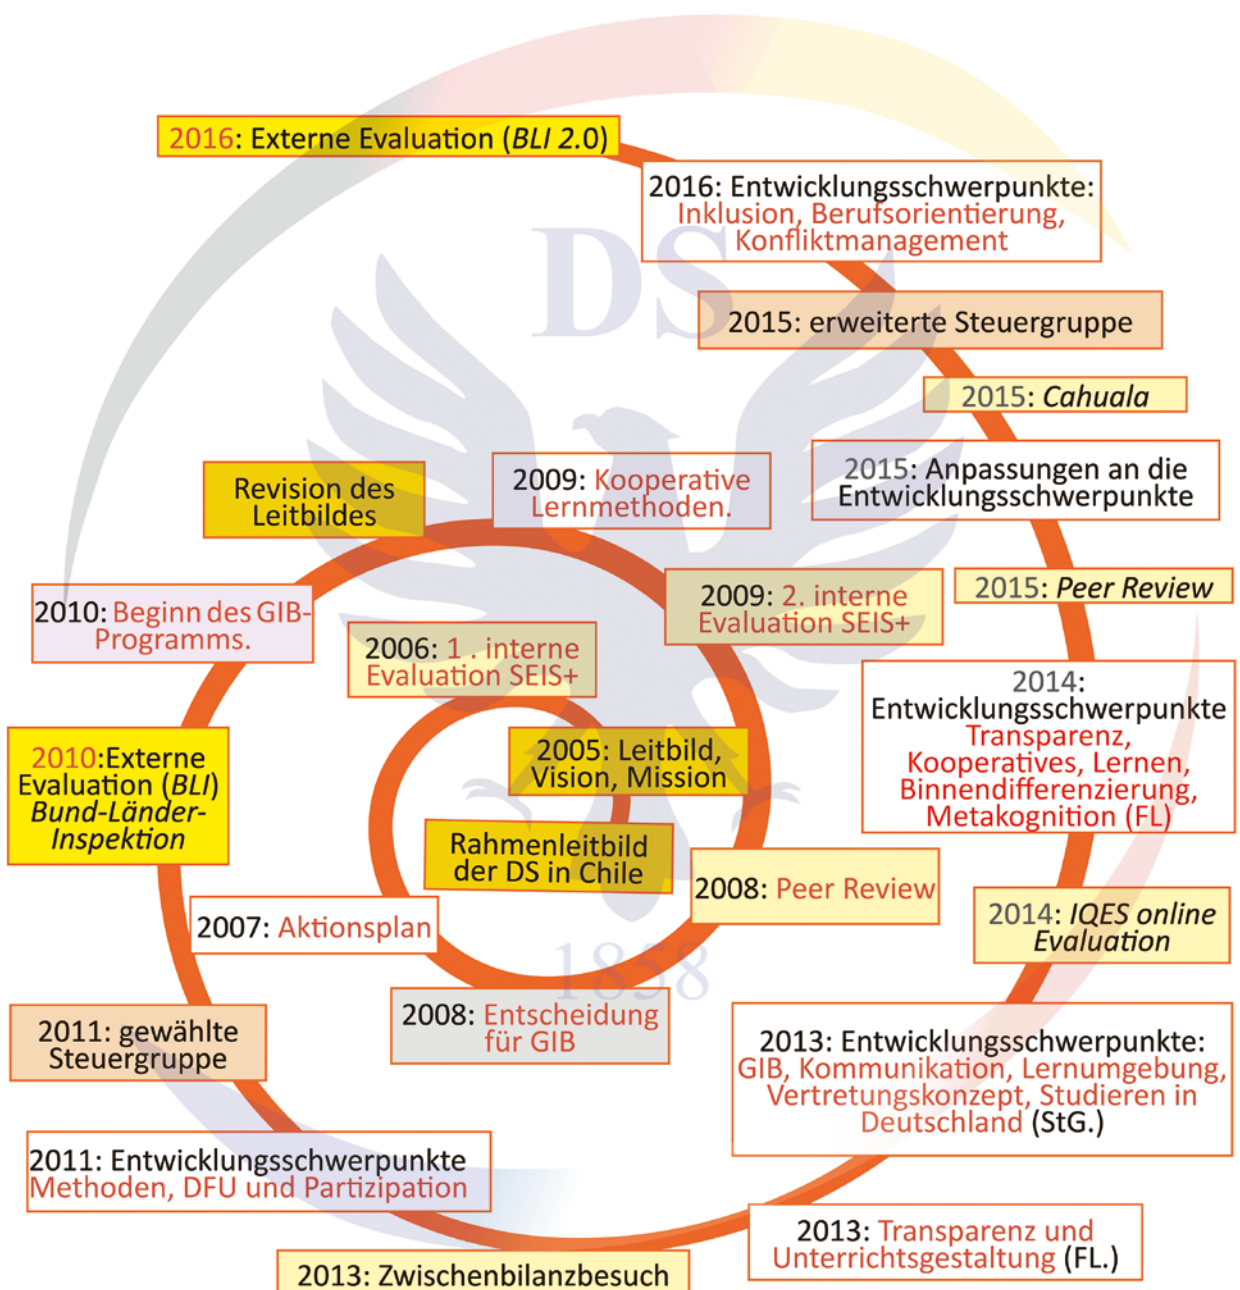 2016: Externe Evaluation (BLI 2.0)
2016: Entwicklungsschwerpunkte:
Inklusion, Berufsorientierung,
Konfliktmanagement
DS
2015: erweiterte Steuergruppe
2015: Cahuala
2015: Anpassungen an die
Entwicklungsschwerpunkte
Revision des
Leitbildes
2009: Kooperative
Lernmethoden.
2015: Peer Review
2009: 2. interne
Evaluation SEIS+
2010: Beginn des GIB-
Programms.
2006: 1 . interne
Evaluation SEIS+
2014:
Entwicklungsschwerpunkte
Transparenz,
Kooperatives, Lernen,
Binnendifferenzierung,
Metakognition (FL)
2010:Externe
Evaluation (BLI)
Bund-Länder-
Inspektion
2005: Leitbild,
Vision, Mission
Rahmenleitbild
der DS in Chile
2008: Peer Review
2007: Aktionsplan
2014: IQES online
Evaluation
1858
2008: Entscheidung
für GIB
2011: gewählte
Steuergruppe
2013: Entwicklungsschwerpunkte:
GIB, Kommunikation, Lernumgebung,
Vertretungskonzept, Studieren in
Deutschland (StG.)
2011: Entwicklungsschwerpunkte
Methoden, DFU und Partizipation
2013: Transparenz und
Unterrichtsgestaltung (FL.)
2013: Zwischenbilanzbesuch